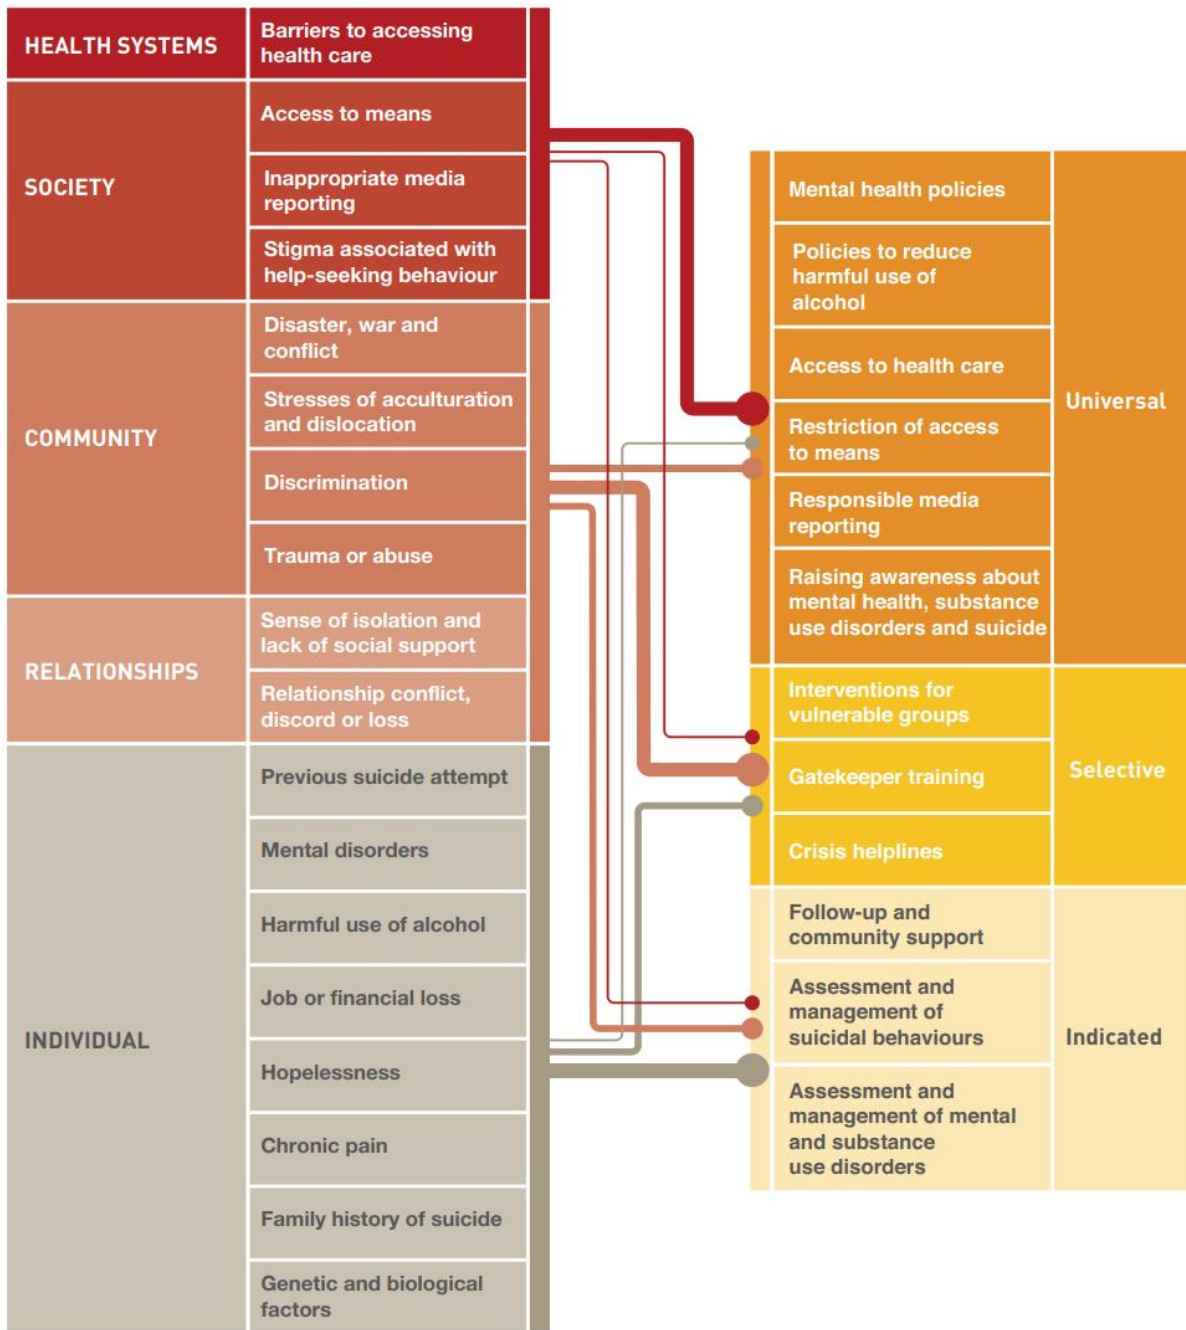 HEALTH SYSTEMS
Barriers to accessing
health care
SOCIETY
Access to means
Inappropriate media
reporting
Stigma associated with
help-seeking behaviour
COMMUNITY
Disaster, war and
conflict
Stresses of acculturation
and dislocation
Discrimination
Trauma or abuse
RELATIONSHIPS
Sense of isolation and
lack of social support
Relationship conflict,
discord or loss
INDIVIDUAL
Previous suicide attempt
Mental disorders
Harmful use of alcohol
Job or financial loss
Hopelessness
Chronic pain
Family history of suicide
Genetic and biological
factors
Mental health policies
Policies to reduce
harmful use of
alcohol
Access to health care
Restriction of access
to means
Responsible media
reporting
Raising awareness about
mental health, substance
use disorders and suicide
Universal
Interventions for
vulnerable groups
Gatekeeper training
Crisis helplines
Selective
Follow-up and
community support
Assessment and
management of
suicidal behaviours
Assessment and
management of mental
and substance
use disorders
Indicated